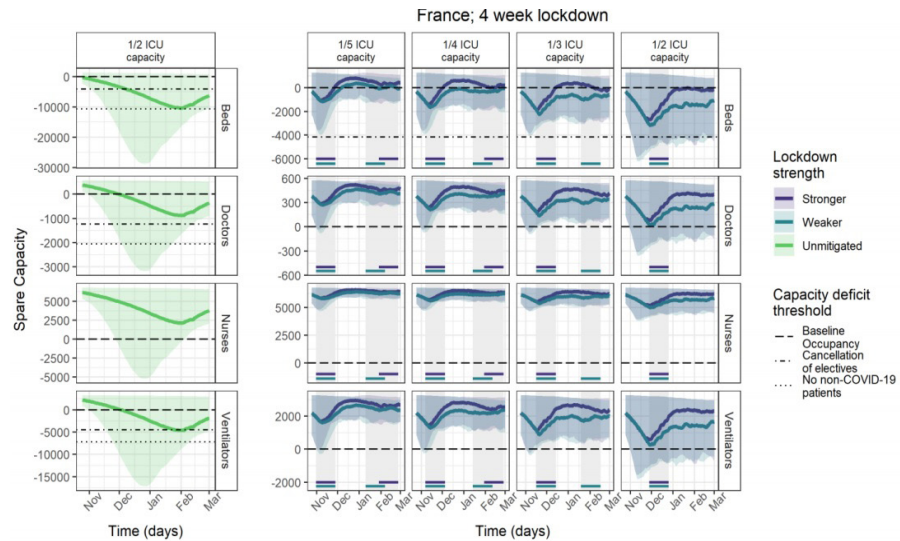 France; 4 week lockdown
1/2 ICU
capacity
1/5 ICU
capacity
1/4 ICU
capacity
1/3 ICU
capacity
1/2 ICU
capacity
Spare Capacity
0
-10000
-20000
-30000
Beds
0
-2000
-4000
-6000
Beds
0
-1000
-2000
-3000
Doctors
600
300
0
-300
-600
Doctors
5000
2500
0
-2500
-5000
Nurses
5000
2500
0
Nurses
0
-5000
-10000
-15000
Ventilators
2000
0
-2000
Ventilators
Nov
Dec
Jan
Feb
Mar
Nov
Dec
Jan
Feb
Mar
Nov
Dec
Jan
Feb
Mar
Nov
Dec
Jan
Feb
Mar
Nov
Dec
Jan
Feb
Mar
Time (days)
Time (days)
Lockdown
strength
Stronger
Weaker
Unmitigated
Capacity deficit
threshold
Baseline
Occupancy
Cancellation
of electives
No non-COVID-19
patients